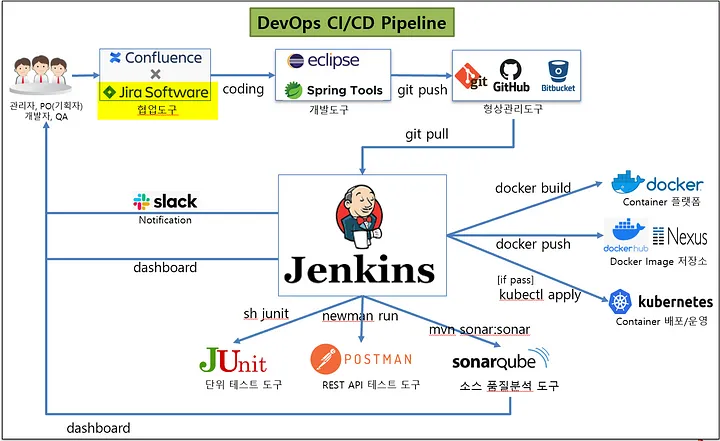 DevOps CI/CD Pipeline
관리자, PO(기획자)
개발자, QA
Confluence
Jira Software
협업도구
coding
eclipse
Spring Tools
개발도구
git push
git
GitHub
Bitbucket
형상관리도구
git pull
slack
Notification
dashboard
Jenkins
docker build
docker
Container 플랫폼
docker push
dockerhub
Nexus
Docker Image 저장소
[if pass]
kubectl apply
kubernetes
Container 배포/운영
sh junit
newman run
mvn sonar:sonar
JUnit
단위 테스트 도구
POSTMAN
REST API 테스트 도구
sonarqube
소스 품질분석 도구
dashboard